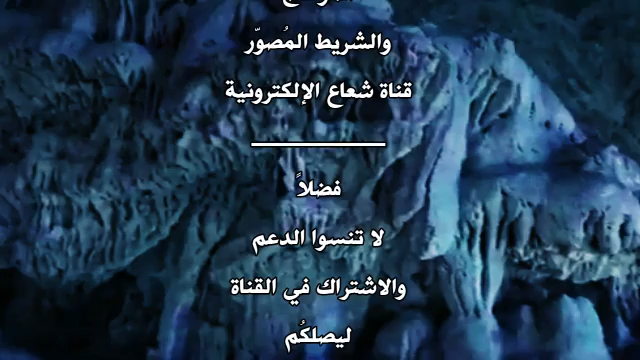 والشريط المُصوّر
قناة شعاع الإلكترونية
فضلاً
لا تنسوا الدعم
والاشتراك في القناة
ليصلكُم